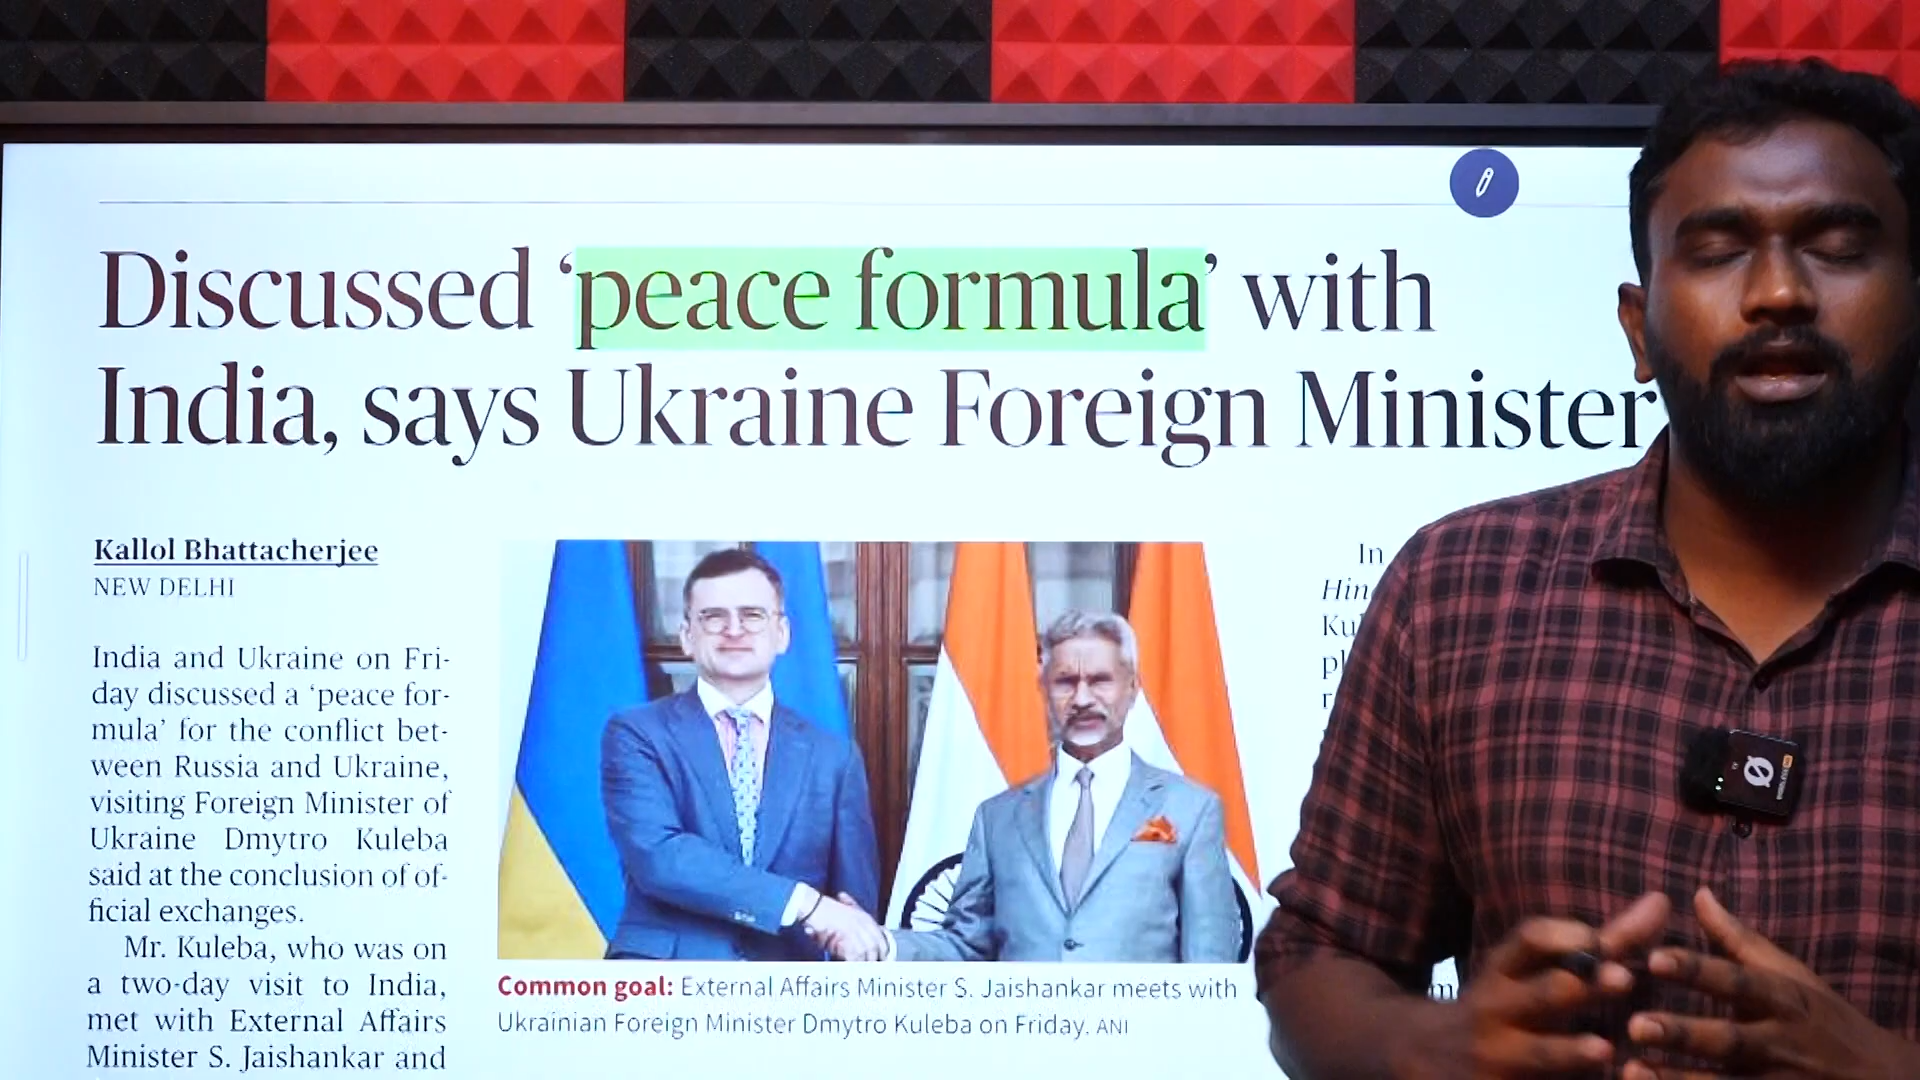 Discussed ‘peace formula’ with
India, says Ukraine Foreign Minister
Kallol Bhattacherjee
NEW DELHI
India and Ukraine on Fri-
day discussed a ‘peace for-
mula’ for the conflict bet-
ween Russia and Ukraine,
visiting Foreign Minister of
Ukraine Dmytro Kuleba
said at the conclusion of of-
ficial exchanges.
Mr. Kuleba, who was on
a two-day visit to India,
met with External Affairs
Minister S. Jaishankar and
Common goal: External Affairs Minister S. Jaishankar meets with
Ukrainian Foreign Minister Dmytro Kuleba on Friday. ANI
In